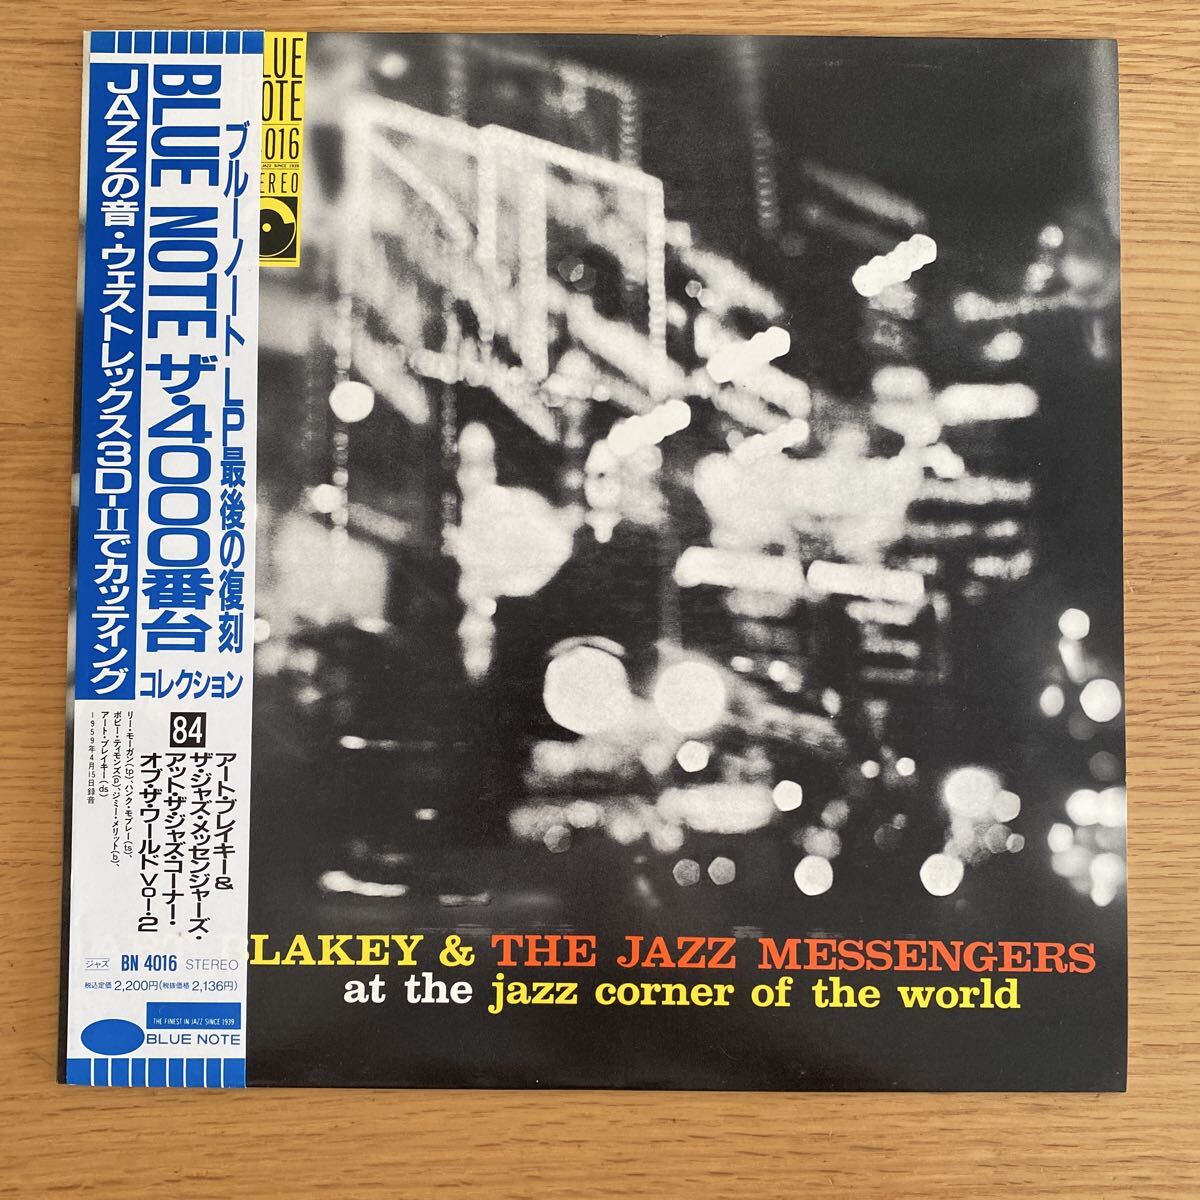 ブルーノートLP最後の復刻
BLUE NOTE ザ・4000番台
コレクション
JAZZの音・ウェストレックス3D-IIでカッティング
84
アート・ブレイキー&
ザ・ジャズ・メッセンジャーズ・
アット・ザ・ジャズ・コーナー・
オブ・ザ・ワールド Vol・2
リー・モーガン(tp)、ハンク・モブレー(ts)、
ボビー・ティモンズ(p)、ジミー・メリット(b)、
アート・ブレイキー(ds)
1959年4月15日録音
ジャズ BN 4016 STEREO
税込定価 2,200円(税抜価格 2,136円)
THE FINEST IN JAZZ SINCE 1939
BLUE NOTE
LUE
OTE
4016
JAZZ SINCE 1939
EREO
ART BLAKEY & THE JAZZ MESSENGERS
at the jazz corner of the world